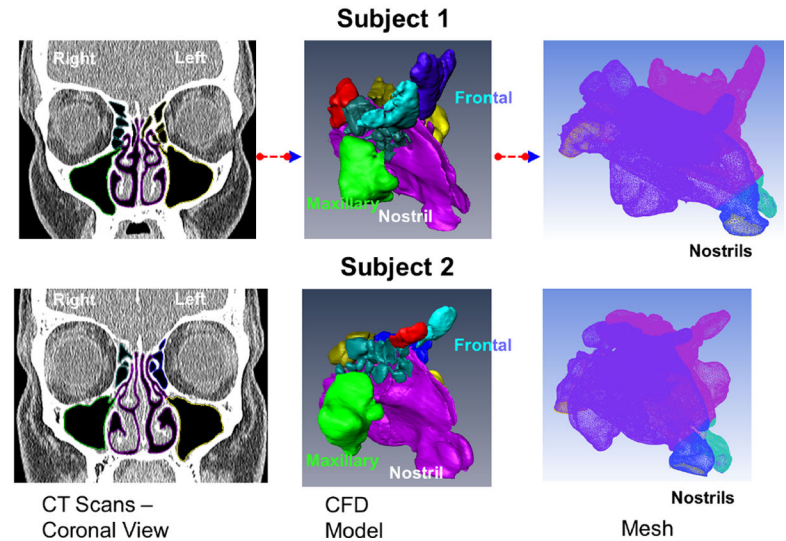 Subject 1
Right Left
Frontal
Maxillary
Nostril
Nostrils
Subject 2
Right Left
Frontal
Maxillary
Nostril
Nostrils
CT Scans –
Coronal View
CFD
Model
Mesh